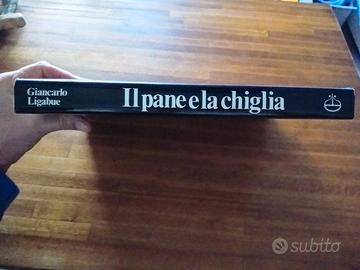 Giancarlo
Ligabue
Il pane e la chiglia
subito